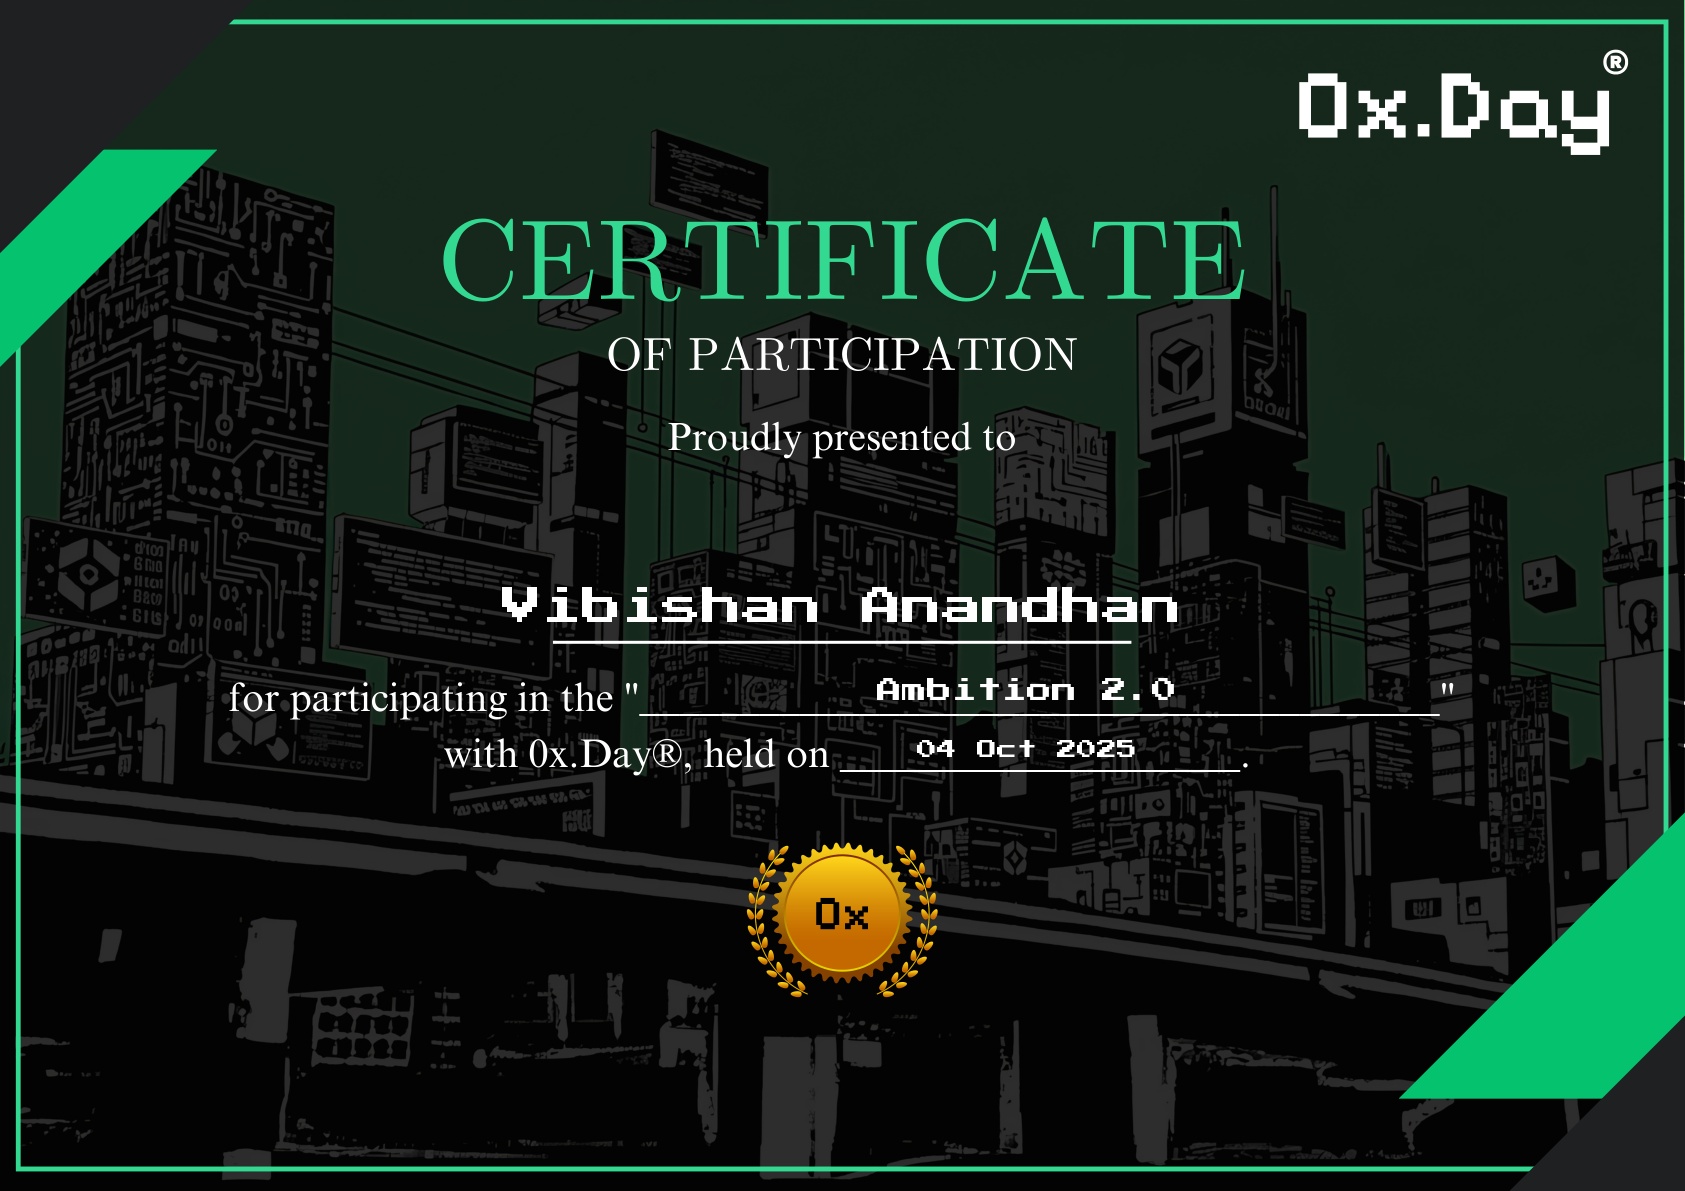 0x.Day®
CERTIFICATE
OF PARTICIPATION
Proudly presented to
Vibishan Anandhan
for participating in the "Ambition 2.0"
with 0x.Day®, held on 04 Oct 2025.
0x